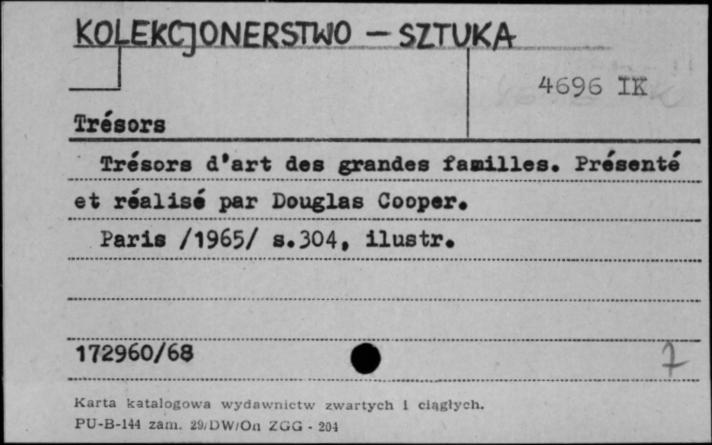 KOLEKCJONERSTWO – SZTUKA
4696 IK
Trésors
Trésors d'art des grandes familles. Présenté
et réalisé par Douglas Cooper.
Paris /1965/ s.304, ilustr.
172960/68
7
Karta katalogowa wydawnictw zwartych i ciągłych.
PU-B-144 zam. 29/DW/On ZGG - 204